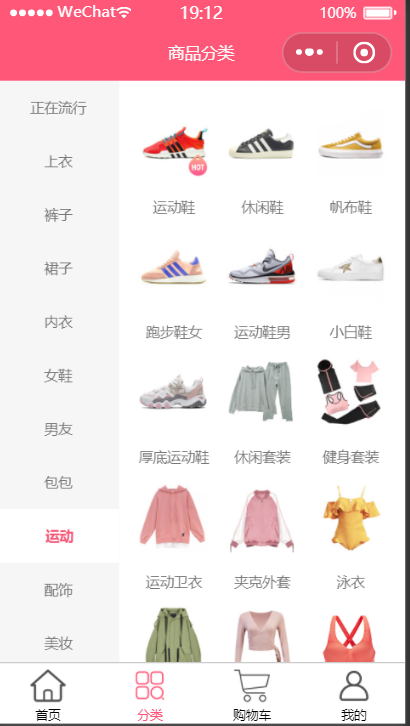 WeChat 19:12 100%
商品分类
正在流行
上衣
裤子
裙子
内衣
女鞋
男友
包包
运动
配饰
美妆
HOT
运动鞋 休闲鞋 帆布鞋
跑步鞋女 运动鞋男 小白鞋
厚底运动鞋 休闲套装 健身套装
运动卫衣 夹克外套 泳衣
首页 分类 购物车 我的